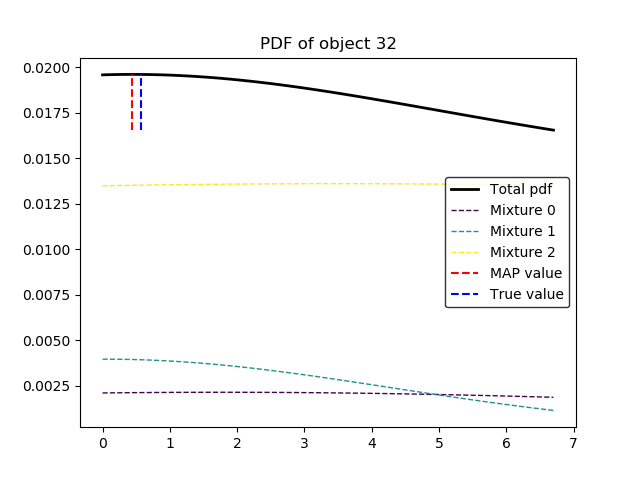 PDF of object 32
0.0200
0.0175
0.0150
0.0125
0.0100
0.0075
0.0050
0.0025
Total pdf
Mixture 0
Mixture 1
Mixture 2
MAP value
True value
0 1 2 3 4 5 6 7